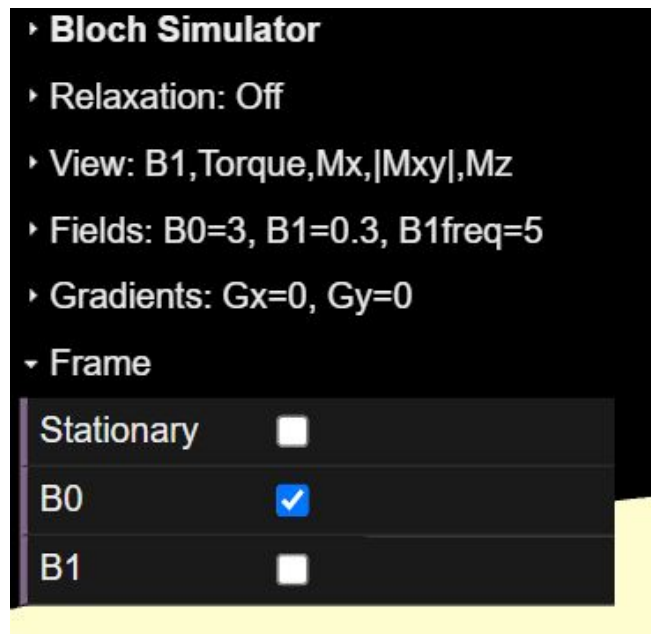 Bloch Simulator
Relaxation: Off
View: B1,Torque,Mx,|Mxy|,Mz
Fields: B0=3, B1=0.3, B1freq=5
Gradients: Gx=0, Gy=0
Frame
Stationary
B0
B1